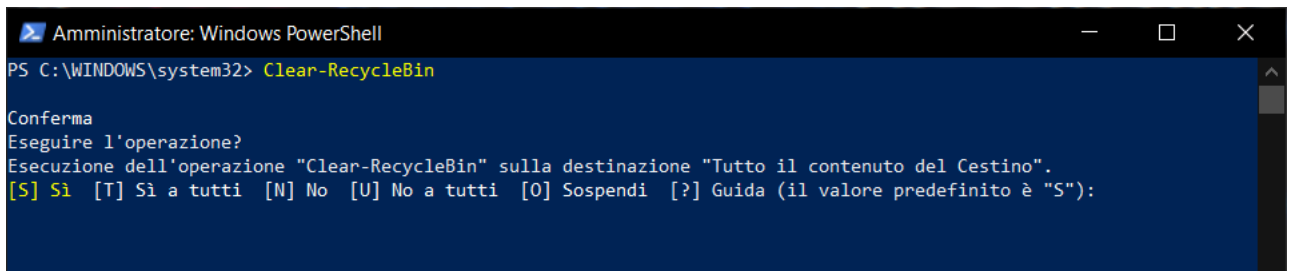 Amministratore: Windows PowerShell
PS C:\WINDOWS\system32> Clear-RecycleBin
Conferma
Eseguire l'operazione?
Esecuzione dell'operazione "Clear-RecycleBin" sulla destinazione "Tutto il contenuto del Cestino".
[S] Sì  [T] Sì a tutti  [N] No  [U] No a tutti  [O] Sospendi  [?] Guida (il valore predefinito è "S"):